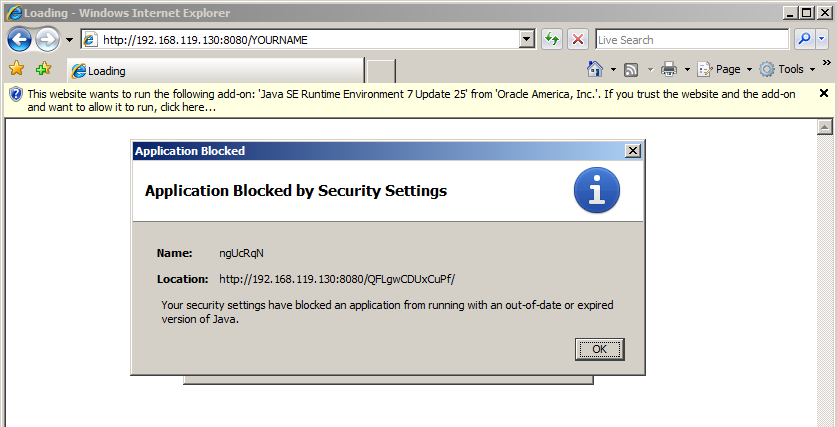 Loading - Windows Internet Explorer
http://192.168.119.130:8080/YOURNAME
Live Search
Loading
Page
Tools
This website wants to run the following add-on: 'Java SE Runtime Environment 7 Update 25' from 'Oracle America, Inc.'. If you trust the website and the add-on
and want to allow it to run, click here...
Application Blocked
Application Blocked by Security Settings
Name: ngUcRqN
Location: http://192.168.119.130:8080/QFLgwCDUxCuPf/
Your security settings have blocked an application from running with an out-of-date or expired
version of Java.
OK